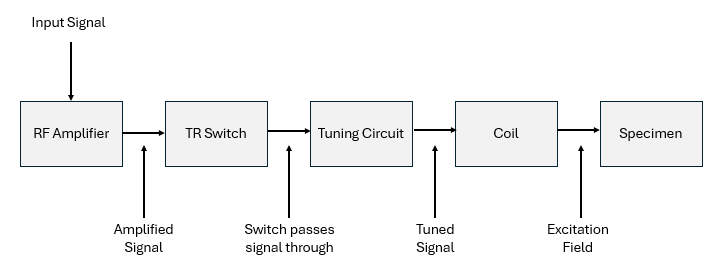 Input Signal
RF Amplifier
TR Switch
Tuning Circuit
Coil
Specimen
Amplified
Signal
Switch passes
signal through
Tuned
Signal
Excitation
Field